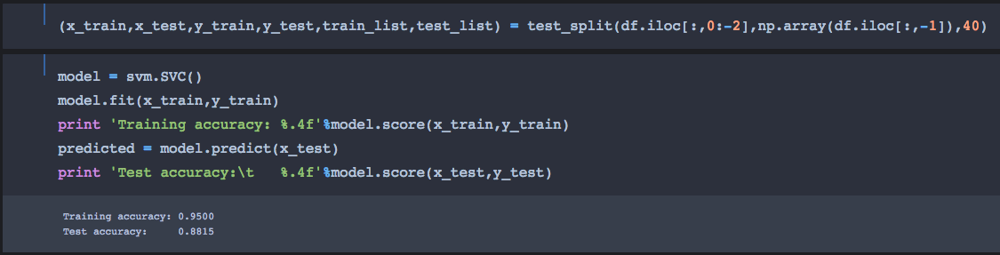 (x_train,x_test,y_train,y_test,train_list,test_list) = test_split(df.iloc[:,0:-2],np.array(df.iloc[:,-1]),40)
model = svm.SVC()
model.fit(x_train,y_train)
print 'Training accuracy: %.4f'%model.score(x_train,y_train)
predicted = model.predict(x_test)
print 'Test accuracy:\t   %.4f'%model.score(x_test,y_test)
Training accuracy: 0.9500
Test accuracy:     0.8815